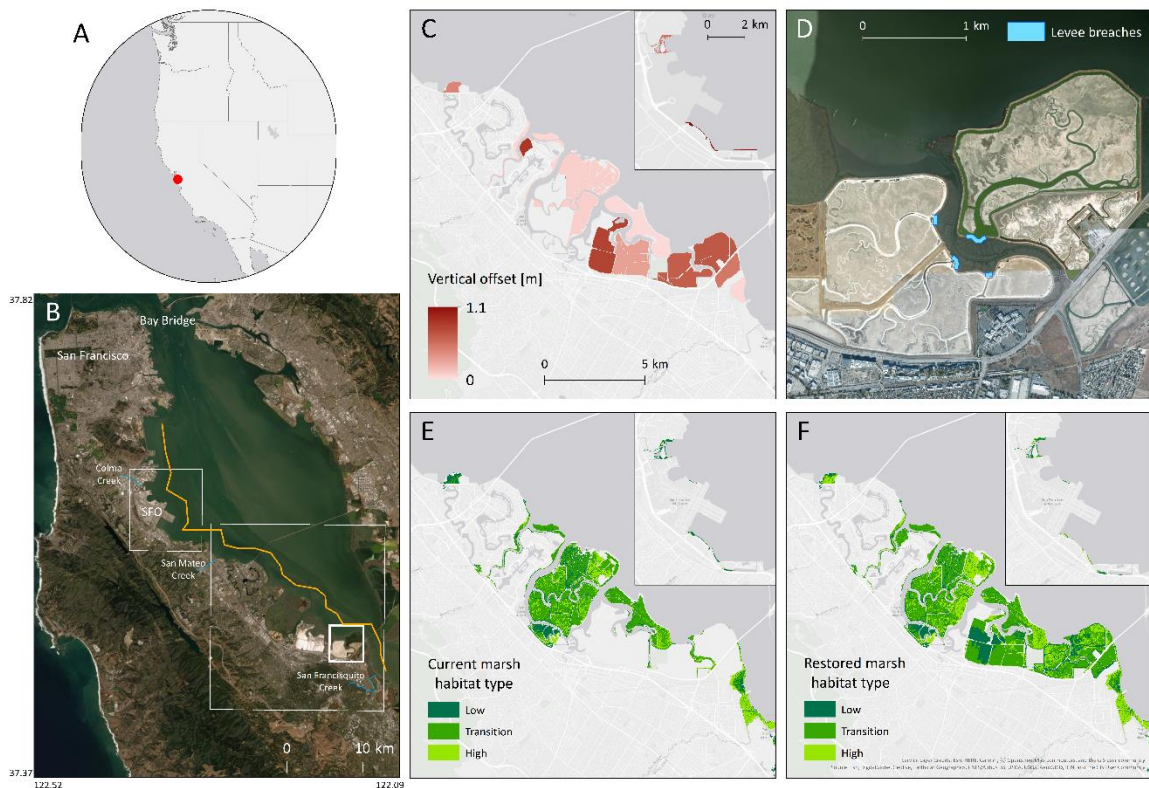 A
B
37.82
Bay Bridge
San Francisco
Colma
Creek
SFO
San Mateo
Creek
San Francisquito
Creek
0 10 km
37.37
122.52 122.09
C
0 2 km
Vertical offset [m]
1.1
0
0 5 km
D
0 1 km
Levee breaches
E
Current marsh
habitat type
Low
Transition
High
F
Restored marsh
habitat type
Low
Transition
High